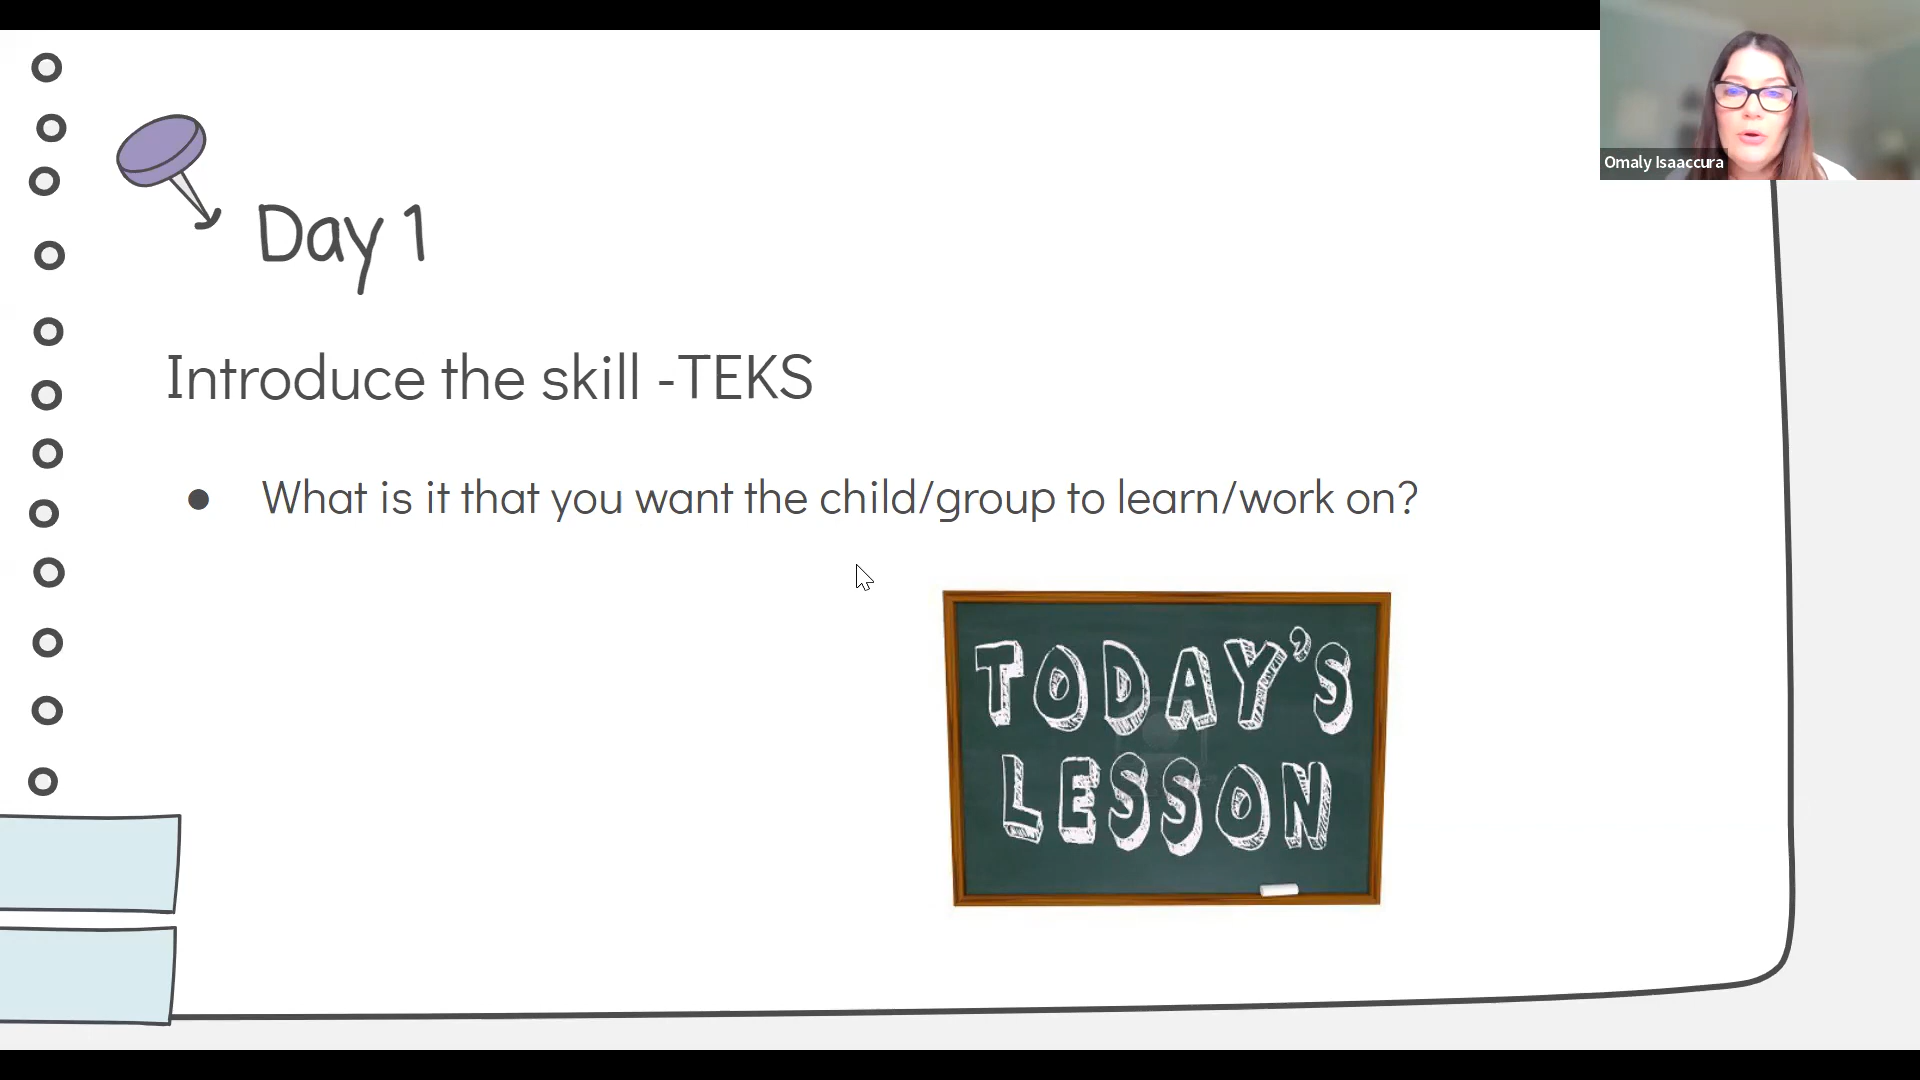 Omaly Isaaccura
Day 1
Introduce the skill -TEKS
● What is it that you want the child/group to learn/work on?
TODAY'S
LESSON